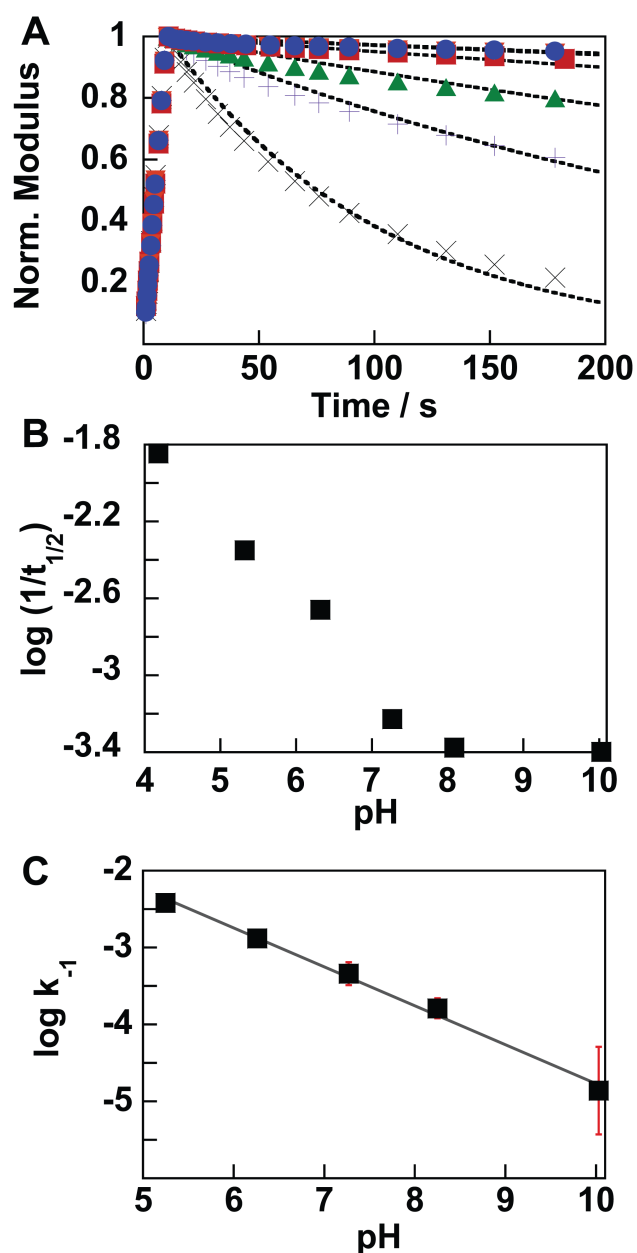 A
1
0.8
0.6
0.4
0.2
Norm. Modulus
0 50 100 150 200
Time / s
B
-1.8
-2.2
-2.6
-3
-3.4
log (1/t1/2)
4 5 6 7 8 9 10
pH
C
-2
-3
-4
-5
log k-1
5 6 7 8 9 10
pH